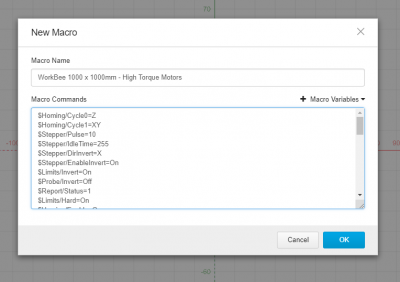 70
New Macro
Macro Name
WorkBee 1000 x 1000mm - High Torque Motors
Macro Commands
+ Macro Variables
$Homing/Cycle0=Z
$Homing/Cycle1=XY
$Stepper/Pulse=10
$Stepper/IdleTime=255
$Stepper/DirInvert=X
$Stepper/EnableInvert=On
$Limits/Invert=On
$Probe/Invert=Off
$Report/Status=1
$Limits/Hard=On
Cancel
OK
-60